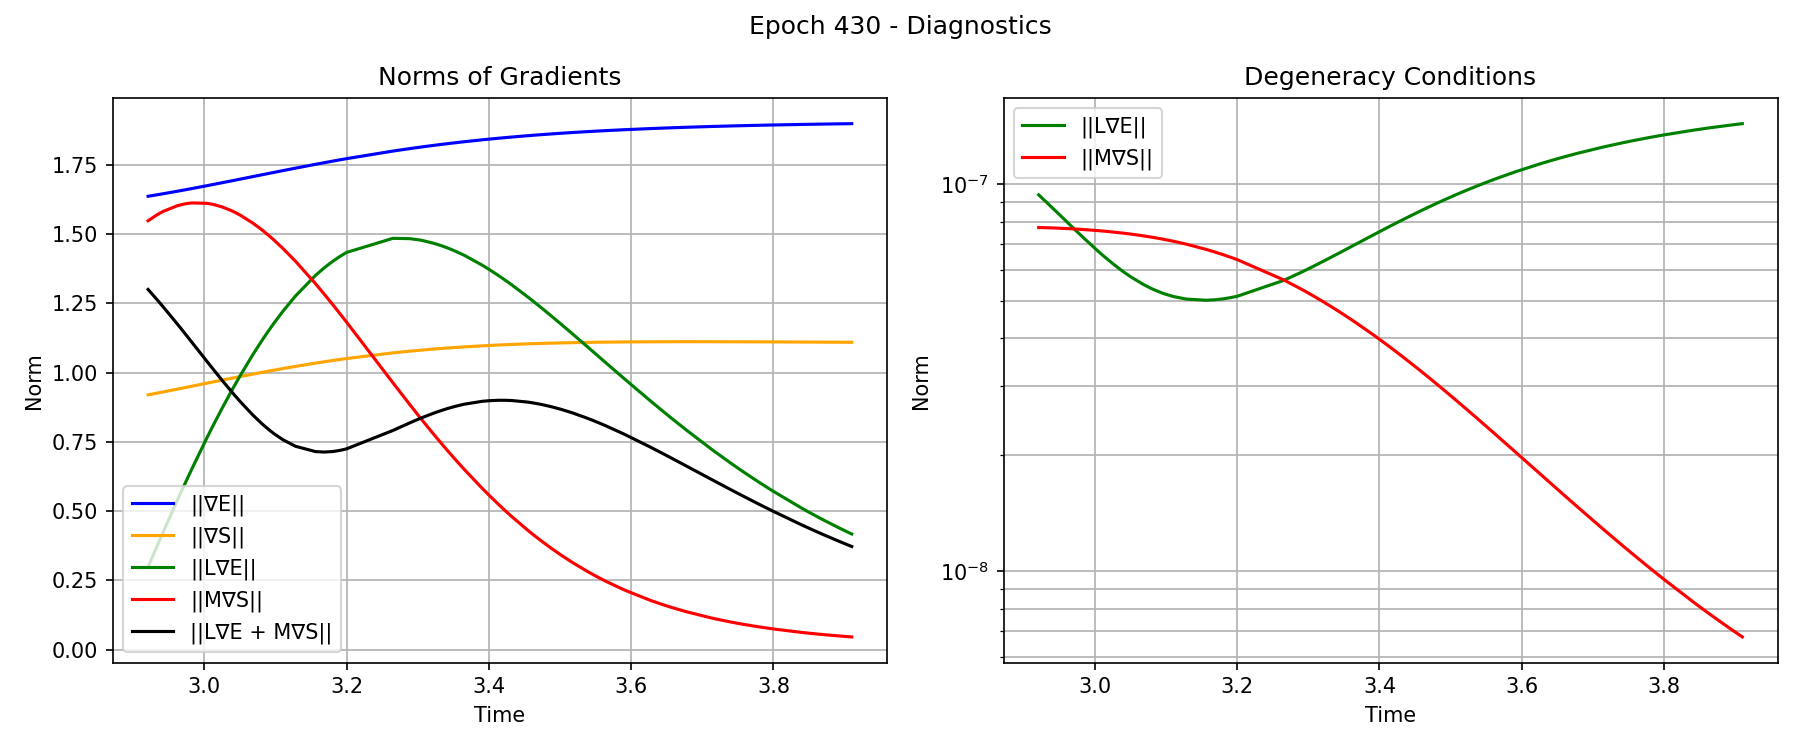 Epoch 430 - Diagnostics
Norms of Gradients
Norm
1.75
1.50
1.25
1.00
0.75
0.50
0.25
0.00
||∇E||
||∇S||
||L∇E||
||M∇S||
||L∇E + M∇S||
3.0 3.2 3.4 3.6 3.8
Time
Degeneracy Conditions
Norm
||L∇E||
||M∇S||
10⁻⁷
10⁻⁸
3.0 3.2 3.4 3.6 3.8
Time